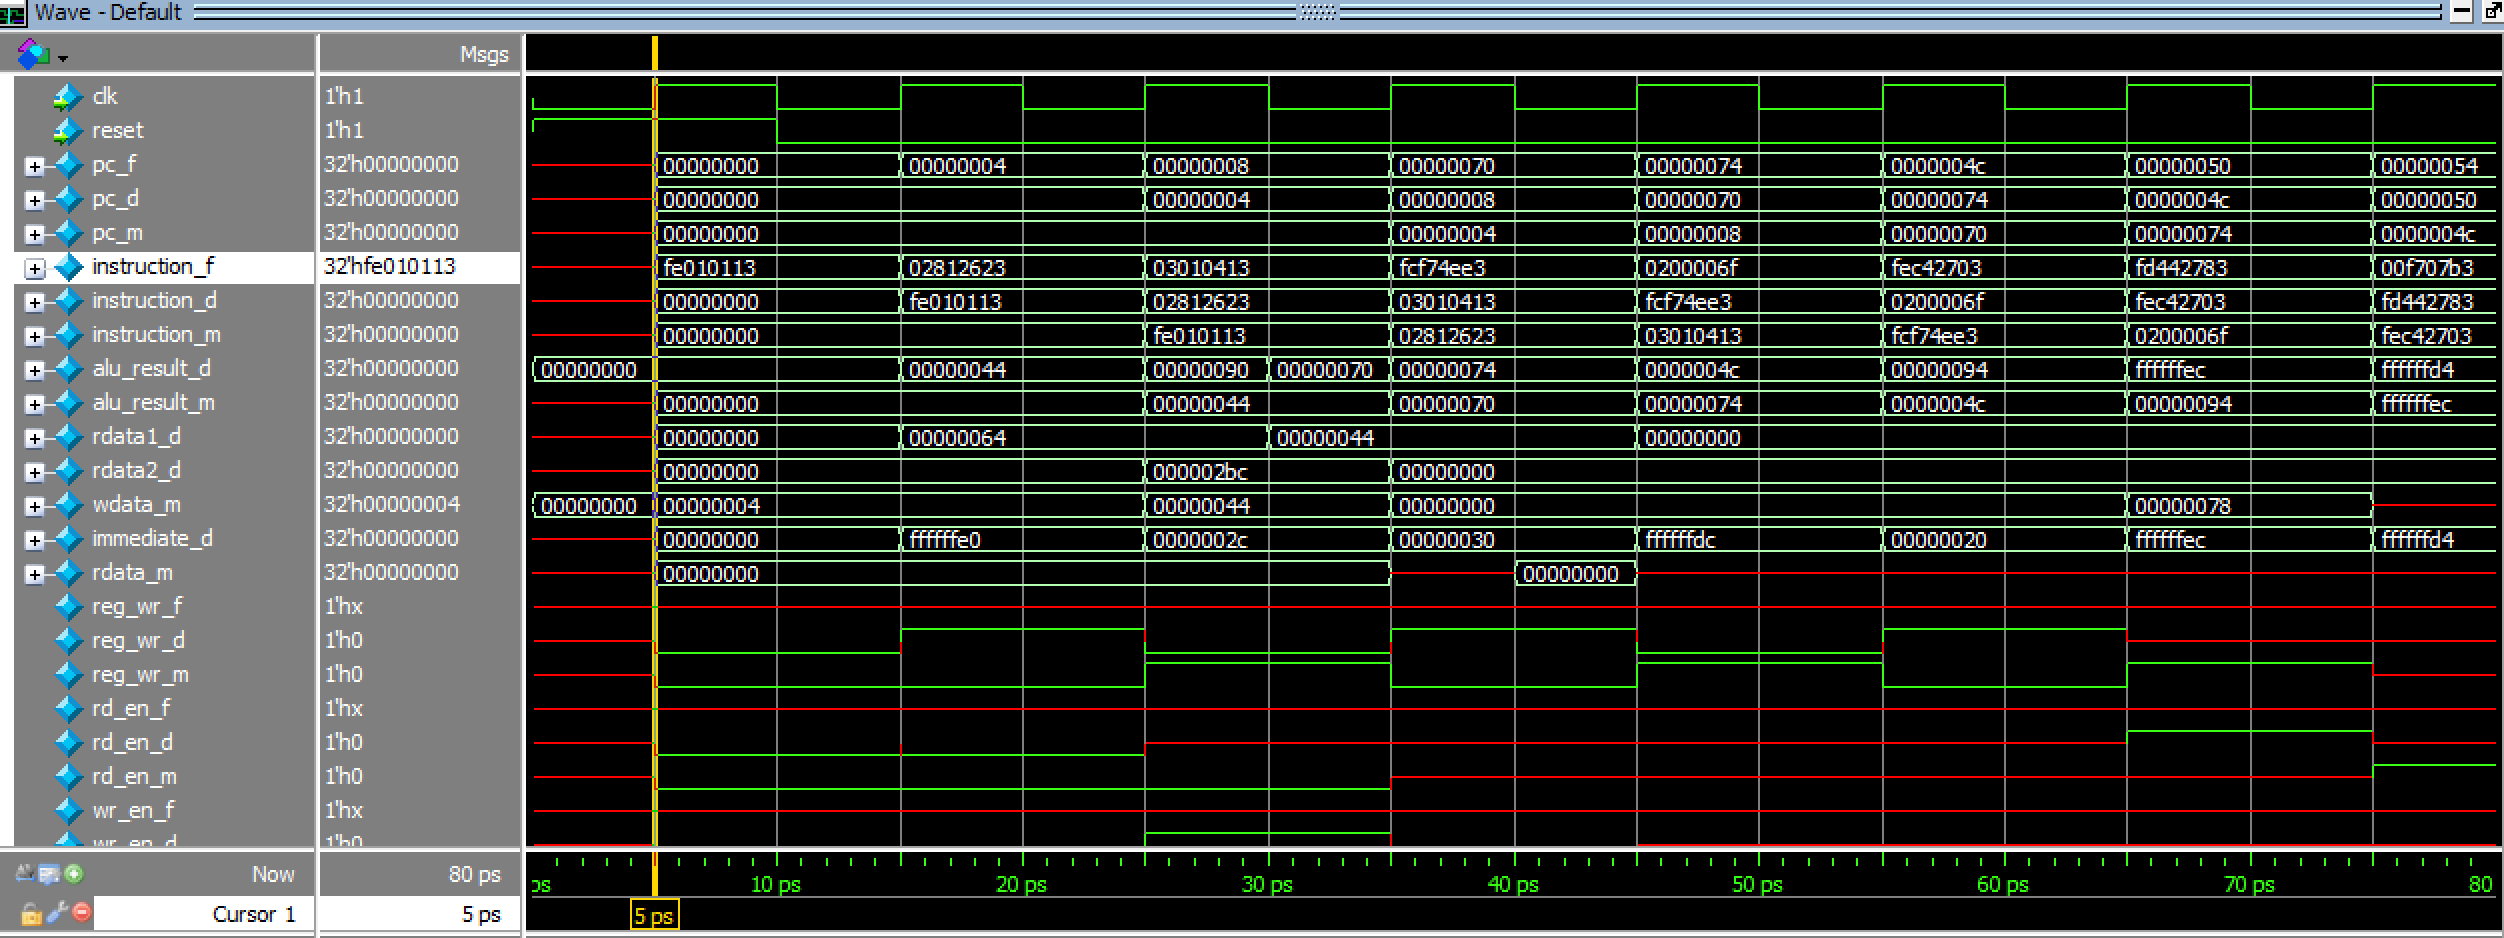 Wave - Default
Msgs
clk 1'h1
reset 1'h1
pc_f 32'h00000000 00000000 00000004 00000008 00000070 00000074 0000004c 00000050 00000054
pc_d 32'h00000000 00000000 00000004 00000008 00000070 00000074 0000004c 00000050
pc_m 32'h00000000 00000000 00000004 00000008 00000070 00000074 0000004c
instruction_f 32'hfe010113 fe010113 02812623 03010413 fcf74ee3 0200006f fec42703 fd442783 00f707b3
instruction_d 32'h00000000 00000000 fe010113 02812623 03010413 fcf74ee3 0200006f fec42703 fd442783
instruction_m 32'h00000000 00000000 fe010113 02812623 03010413 fcf74ee3 0200006f fec42703
alu_result_d 32'h00000000 00000000 00000044 00000090 00000070 00000074 0000004c 00000094 ffffffec ffffffd4
alu_result_m 32'h00000000 00000000 00000044 00000070 00000074 0000004c 00000094 ffffffec
rdata1_d 32'h00000000 00000000 00000064 00000044 00000000
rdata2_d 32'h00000000 00000000 000002bc 00000000
wdata_m 32'h00000004 00000000 00000004 00000044 00000000 00000078
immediate_d 32'h00000000 00000000 ffffffe0 0000002c 00000030 ffffffdc 00000020 ffffffec ffffffd4
rdata_m 32'h00000000 00000000 00000000
reg_wr_f 1'hx
reg_wr_d 1'h0
reg_wr_m 1'h0
rd_en_f 1'hx
rd_en_d 1'h0
rd_en_m 1'h0
wr_en_f 1'hx
wr_en_d 1'h0
Now 80 ps ps 10 ps 20 ps 30 ps 40 ps 50 ps 60 ps 70 ps 80
Cursor 1 5 ps 5 ps